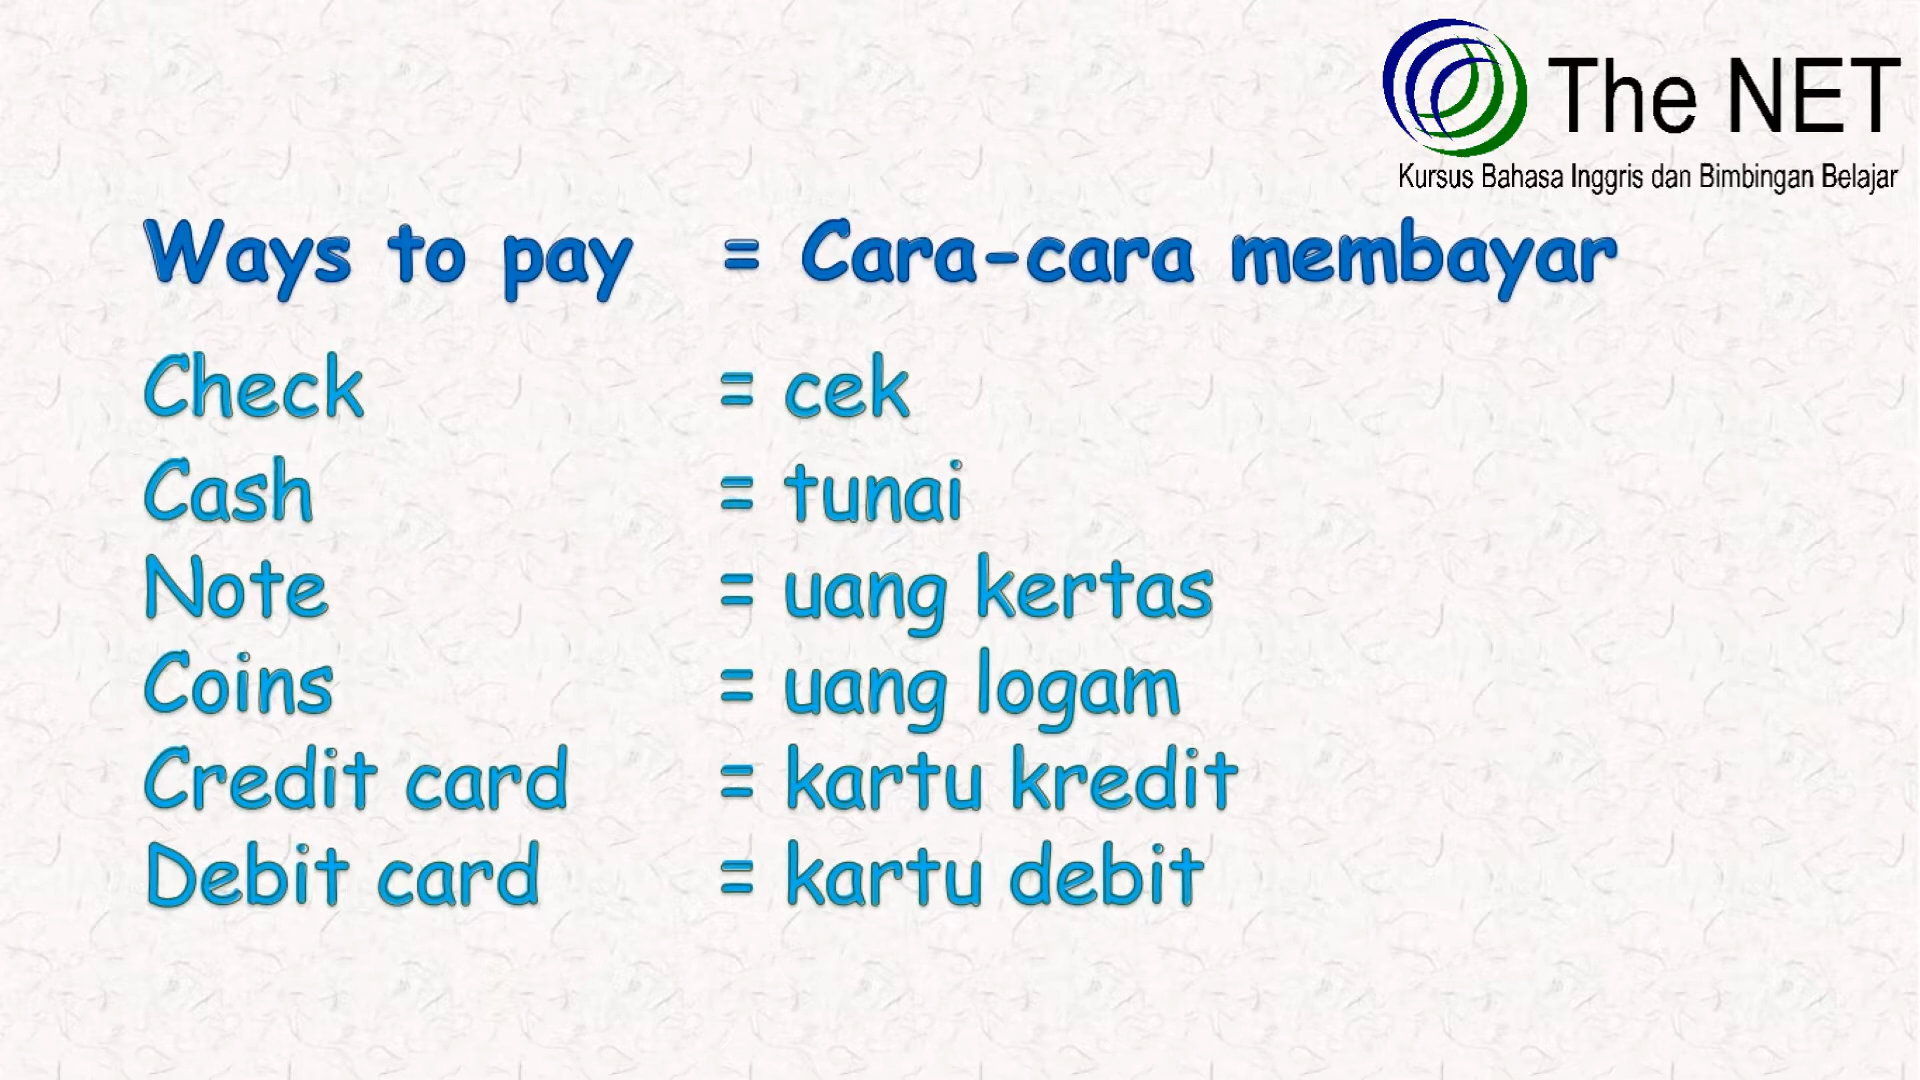 The NET
Kursus Bahasa Inggris dan Bimbingan Belajar
Ways to pay = Cara-cara membayar
Check = cek
Cash = tunai
Note = uang kertas
Coins = uang logam
Credit card = kartu kredit
Debit card = kartu debit